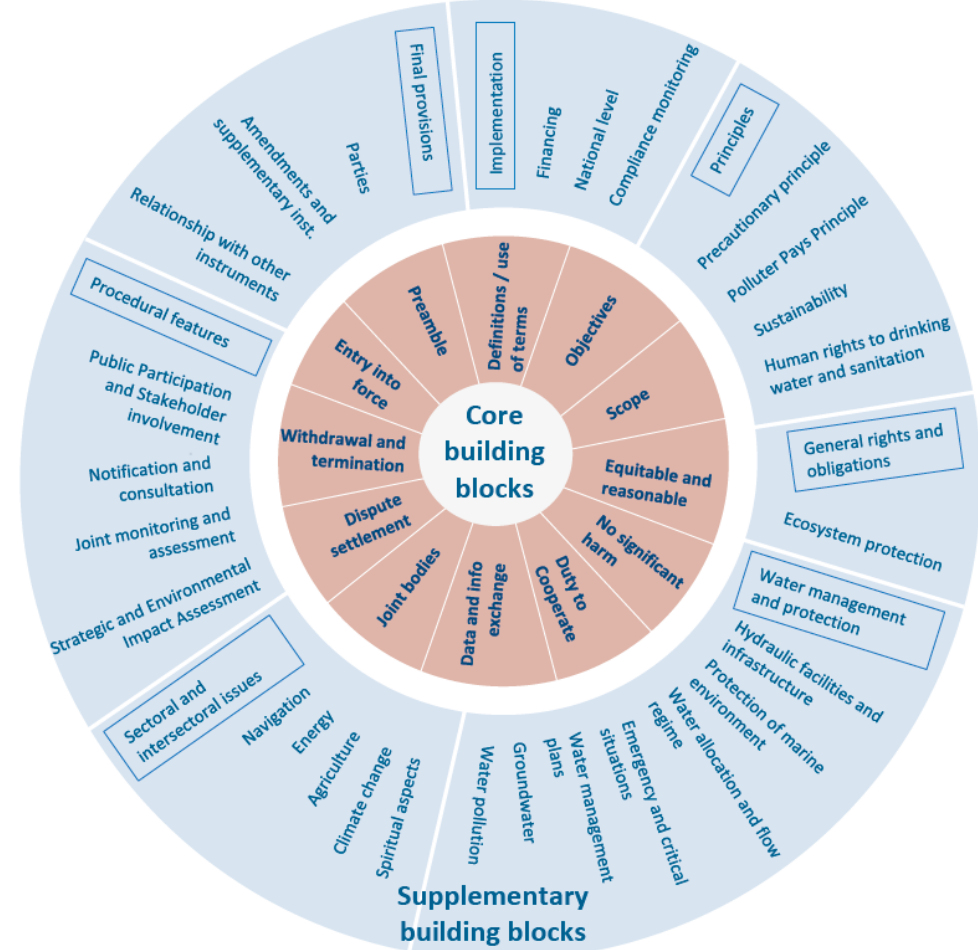 Core
building
blocks
Preamble
Definitions / use
of terms
Objectives
Scope
Equitable and
reasonable
No significant
harm
Duty to
Cooperate
Data and info
exchange
Joint bodies
Dispute
settlement
Withdrawal and
termination
Entry into
force
Implementation
Financing
National level
Compliance monitoring
Principles
Precautionary principle
Polluter Pays Principle
Sustainability
Human rights to drinking
water and sanitation
General rights and
obligations
Ecosystem protection
Water management
and protection
Hydraulic facilities and
infrastructure
Protection of marine
environment
Water allocation and flow
regime
Emergency and critical
situations
Water management
plans
Groundwater
Water pollution
Sectoral and
intersectoral issues
Navigation
Energy
Agriculture
Climate change
Spiritual aspects
Procedural features
Public Participation
and Stakeholder
involvement
Notification and
consultation
Joint monitoring and
assessment
Strategic and Environmental
Impact Assessment
Final provisions
Parties
Amendments and
supplementary inst.
Relationship with other
instruments
Supplementary
building blocks